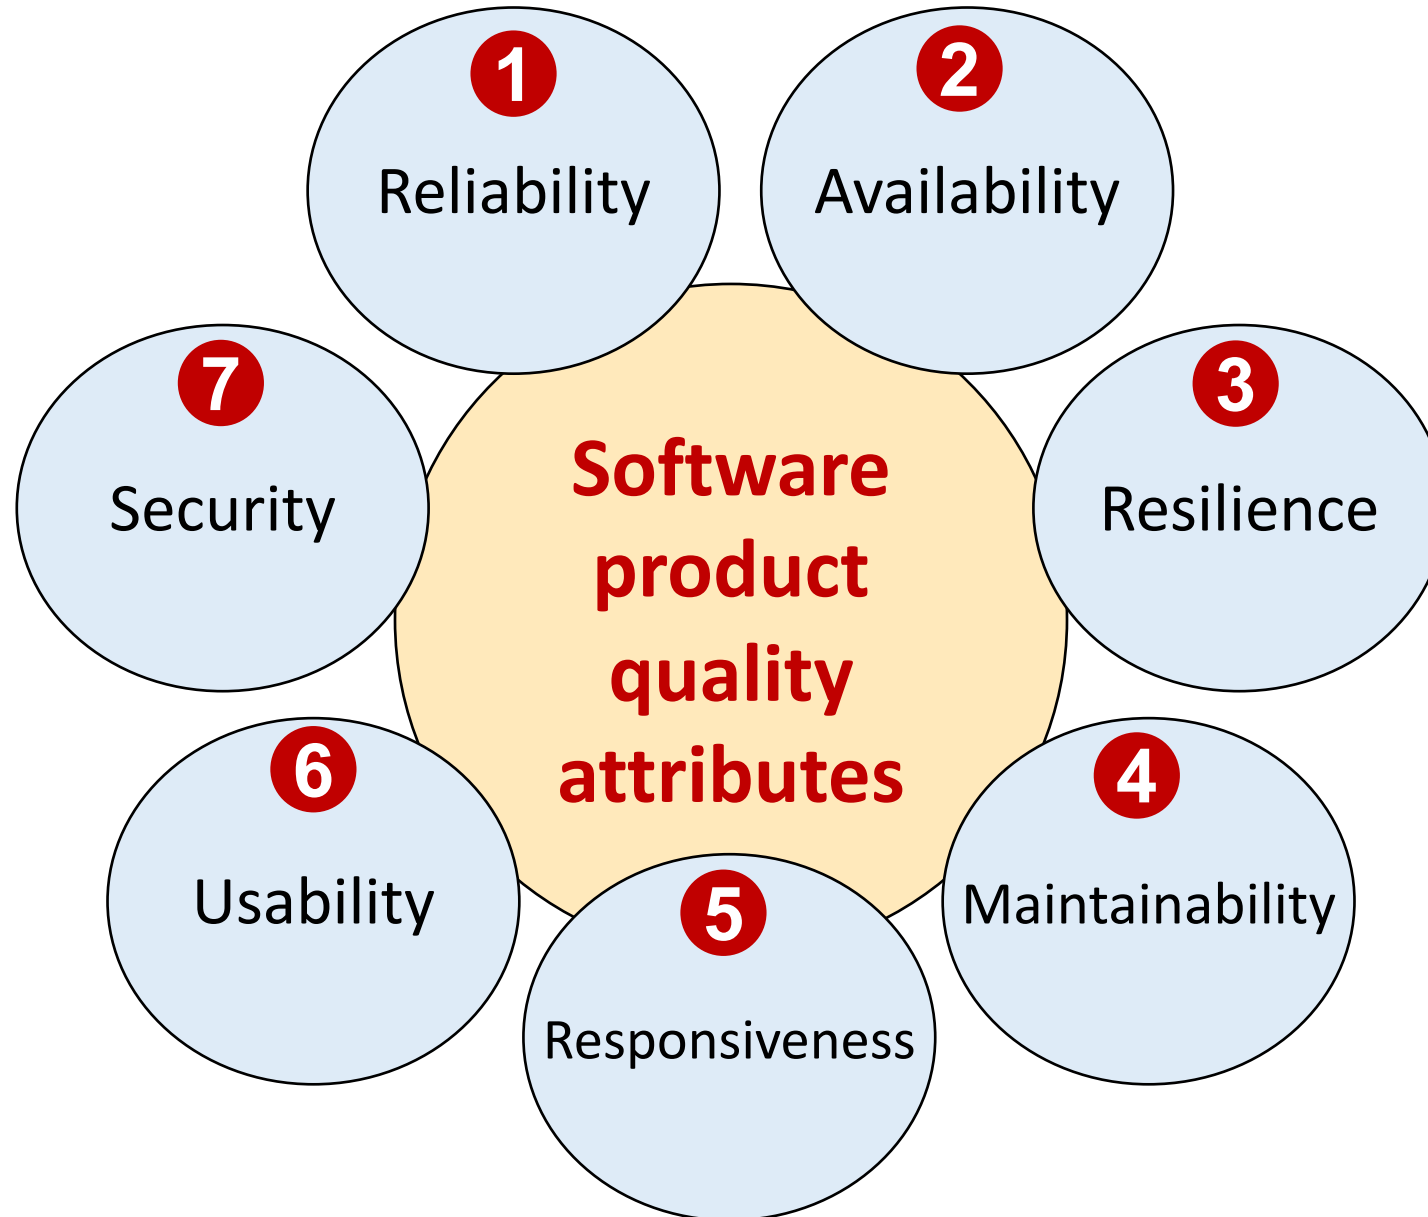 1
Reliability
2
Availability
3
Resilience
4
Maintainability
5
Responsiveness
6
Usability
7
Security
Software
product
quality
attributes